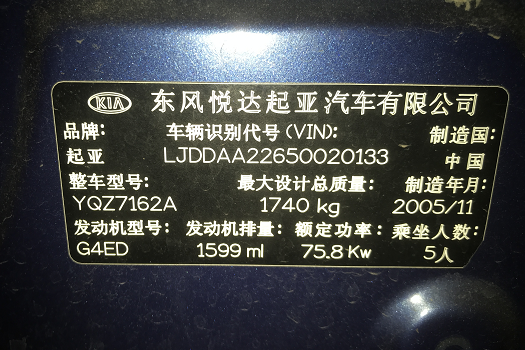 KIA 东风悦达起亚汽车有限公司
品牌: 车辆识别代号(VIN): 制造国:
起亚 LJDDAA22650020133 中国
整车型号: 最大设计总质量: 制造年月:
YQZ7162A 1740 kg 2005/11
发动机型号: 发动机排量: 额定功率: 乘坐人数:
G4ED 1599 ml 75.8 Kw 5人